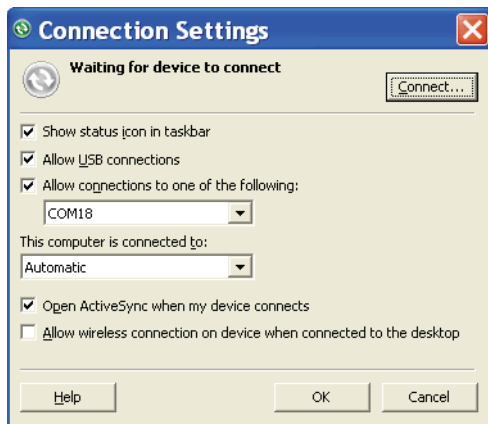 Connection Settings
Waiting for device to connect
Connect...
Show status icon in taskbar
Allow USB connections
Allow connections to one of the following:
COM18
This computer is connected to:
Automatic
Open ActiveSync when my device connects
Allow wireless connection on device when connected to the desktop
Help OK Cancel